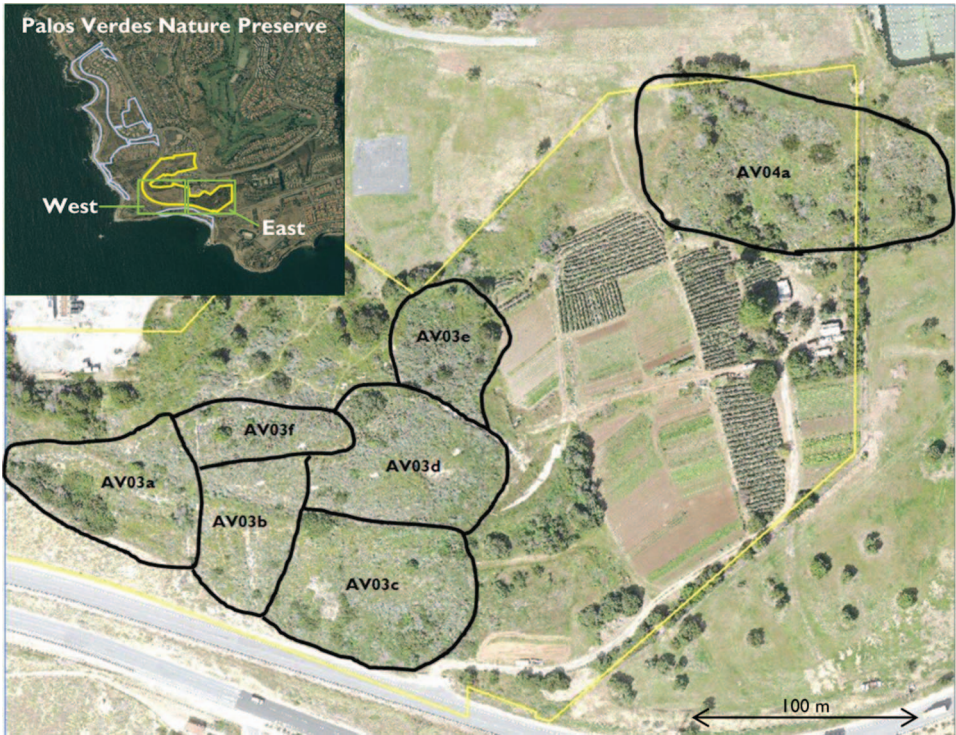 Palos Verdes Nature Preserve
West
East
AV04a
AV03e
AV03f
AV03d
AV03a
AV03b
AV03c
100 m